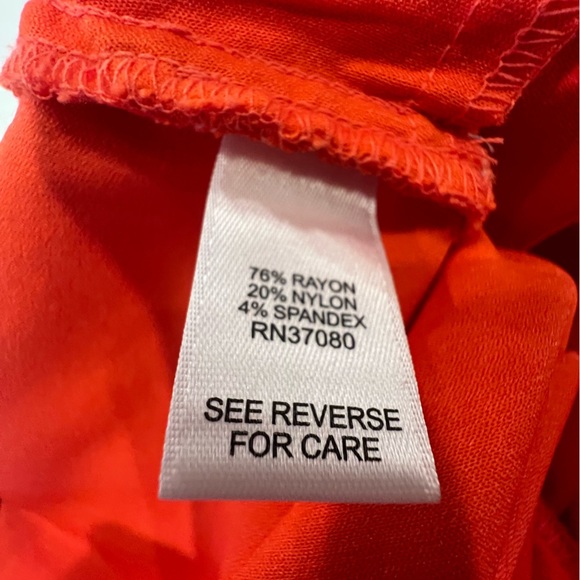 76% RAYON
20% NYLON
4% SPANDEX
RN37080
SEE REVERSE
FOR CARE